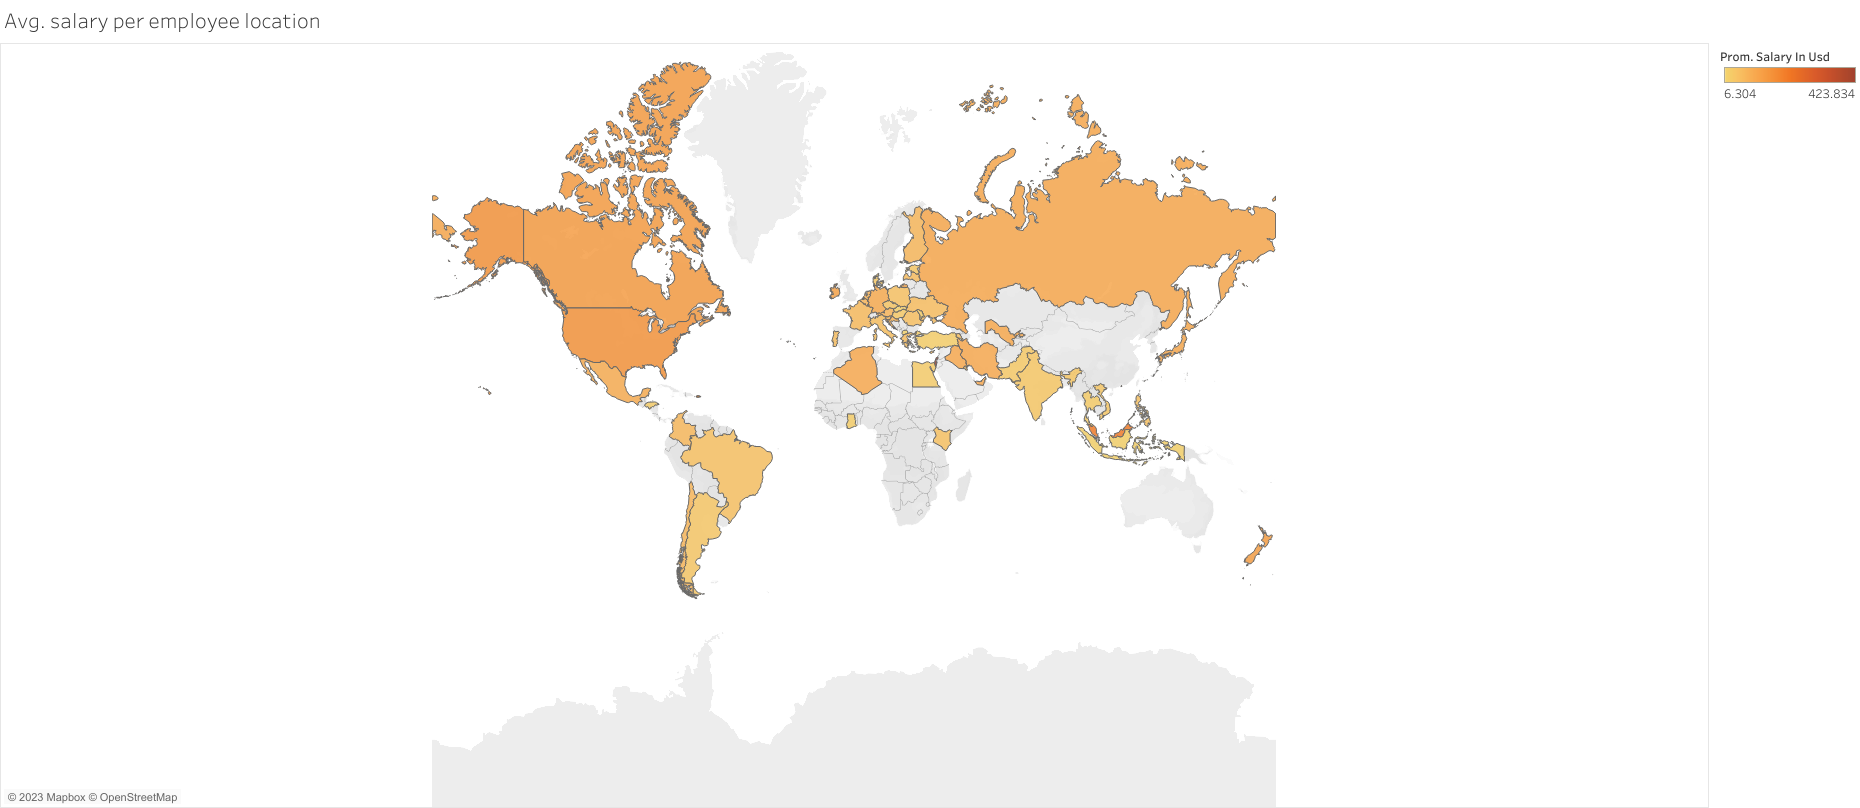 Avg. salary per employee location
Prom. Salary In Usd
6.304 423.834
© 2023 Mapbox © OpenStreetMap